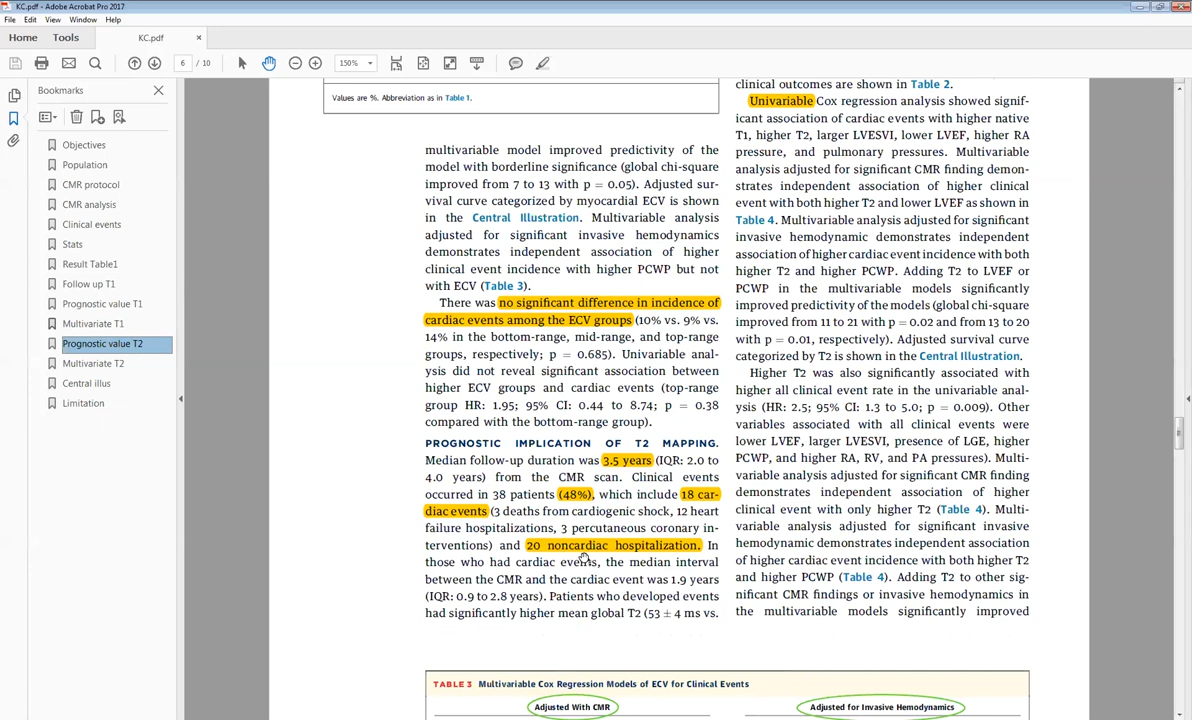 KC.pdf - Adobe Acrobat Pro 2017
File Edit View Window Help
Home Tools KC.pdf ×
6 / 10 150%
Bookmarks
Objectives
Population
CMR protocol
CMR analysis
Clinical events
Stats
Result Table1
Follow up T1
Prognostic value T1
Multivariate T1
Prognostic value T2
Multivariate T2
Central illus
Limitation
Values are %. Abbreviation as in Table 1.
multivariable model improved predictivity of the
model with borderline significance (global chi-square
improved from 7 to 13 with p = 0.05). Adjusted sur-
vival curve categorized by myocardial ECV is shown
in the Central Illustration. Multivariable analysis
adjusted for significant invasive hemodynamics
demonstrates independent association of higher
clinical event incidence with higher PCWP but not
with ECV (Table 3).
There was no significant difference in incidence of
cardiac events among the ECV groups (10% vs. 9% vs.
14% in the bottom-range, mid-range, and top-range
groups, respectively; p = 0.685). Univariable anal-
ysis did not reveal significant association between
higher ECV groups and cardiac events (top-range
group HR: 1.95; 95% CI: 0.44 to 8.74; p = 0.38
compared with the bottom-range group).
PROGNOSTIC IMPLICATION OF T2 MAPPING.
Median follow-up duration was 3.5 years (IQR: 2.0 to
4.0 years) from the CMR scan. Clinical events
occurred in 38 patients (48%), which include 18 car-
diac events (3 deaths from cardiogenic shock, 12 heart
failure hospitalizations, 3 percutaneous coronary in-
terventions) and 20 noncardiac hospitalization. In
those who had cardiac events, the median interval
between the CMR and the cardiac event was 1.9 years
(IQR: 0.9 to 2.8 years). Patients who developed events
had significantly higher mean global T2 (53 ± 4 ms vs.
clinical outcomes are shown in Table 2.
Univariable Cox regression analysis showed signif-
icant association of cardiac events with higher native
T1, higher T2, larger LVESVI, lower LVEF, higher RA
pressure, and pulmonary pressures. Multivariable
analysis adjusted for significant CMR finding demon-
strates independent association of higher clinical
event with both higher T2 and lower LVEF as shown in
Table 4. Multivariable analysis adjusted for significant
invasive hemodynamic demonstrates independent
association of higher cardiac event incidence with both
higher T2 and higher PCWP. Adding T2 to LVEF or
PCWP in the multivariable models significantly
improved predictivity of the models (global chi-square
improved from 11 to 21 with p = 0.02 and from 13 to 20
with p = 0.01, respectively). Adjusted survival curve
categorized by T2 is shown in the Central Illustration.
Higher T2 was also significantly associated with
higher all clinical event rate in the univariable anal-
ysis (HR: 2.5; 95% CI: 1.3 to 5.0; p = 0.009). Other
variables associated with all clinical events were
lower LVEF, larger LVESVI, presence of LGE, higher
PCWP, and higher RA, RV, and PA pressures). Multi-
variable analysis adjusted for significant CMR finding
demonstrates independent association of higher
clinical event with only higher T2 (Table 4). Multi-
variable analysis adjusted for significant invasive
hemodynamic demonstrates independent association
of higher cardiac event incidence with both higher T2
and higher PCWP (Table 4). Adding T2 to other sig-
nificant CMR findings or invasive hemodynamics in
the multivariable models significantly improved
TABLE 3 Multivariable Cox Regression Models of ECV for Clinical Events
Adjusted With CMR Adjusted for Invasive Hemodynamics